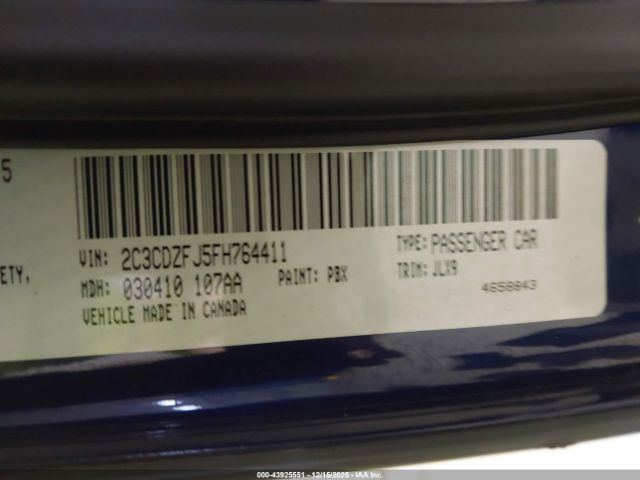 5
ETY,
VIN: 2C3CDZFJ5FH764411
TYPE: PASSENGER CAR
MDH: 030410 107AA
PAINT: PBX
TRIM: JLX9
VEHICLE MADE IN CANADA
4658843
000-43925551 - 12/15/2025 - IAAI, Inc.